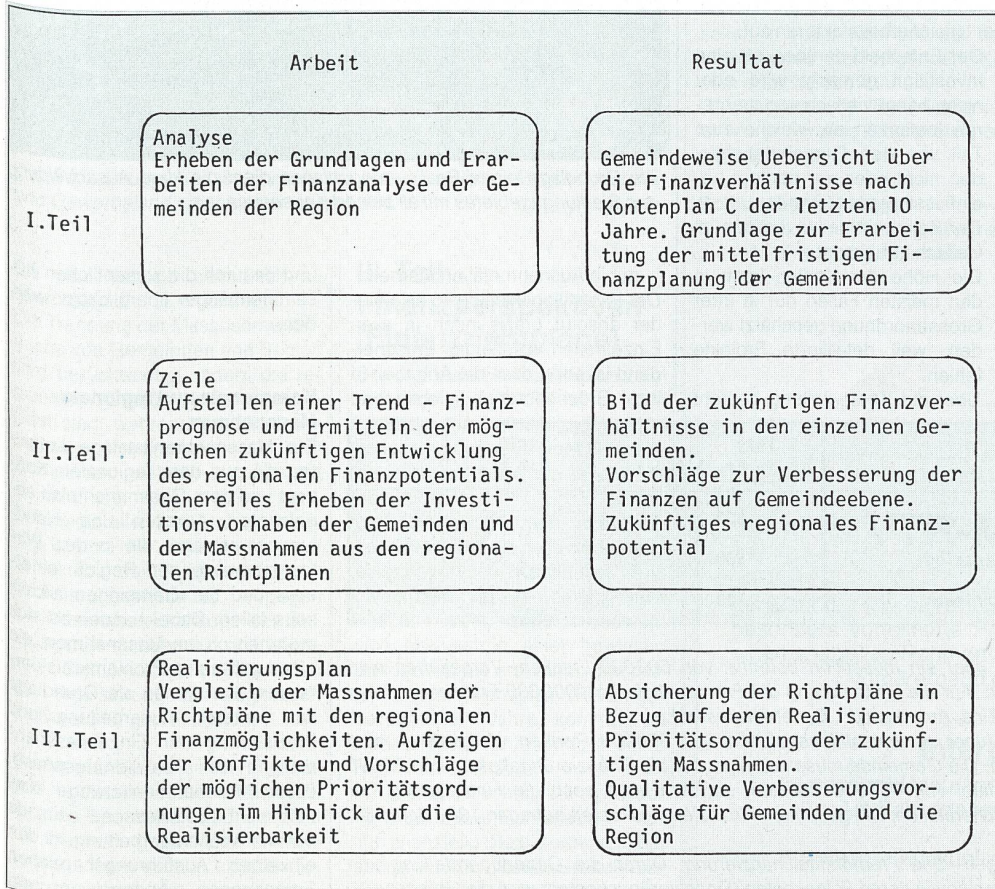 Arbeit
Resultat
I.Teil
Analyse
Erheben der Grundlagen und Erar-
beiten der Finanzanalyse der Ge-
meinden der Region
Gemeindeweise Uebersicht über
die Finanzverhältnisse nach
Kontenplan C der letzten 10
Jahre. Grundlage zur Erarbei-
tung der mittelfristigen Fi-
nanzplanung der Gemeinden
II.Teil
Ziele
Aufstellen einer Trend - Finanz-
prognose und Ermitteln der mög-
lichen zukünftigen Entwicklung
des regionalen Finanzpotentials.
Parellel Erheben der Investi-
tionsvorhaben der Gemeinden und
der Massnahmen aus den regiona-
len Richtplänen
Bild der zukünftigen Finanzver-
hältnisse in den einzelnen Ge-
meinden.
Vorschläge zur Verbesserung der
Finanzen auf Gemeindeebene.
Zukünftiges regionales Finanz-
potential
III.Teil
Realisierungsplan
Vergleich der Massnahmen der
Richtpläne mit den regionalen
Finanzmöglichkeiten. Aufzeigen
der Konflikte und Vorschläge
der möglichen Prioritätsord-
nungen im Hinblick auf die
Realisierbarkeit
Absicherung der Richtpläne in
Bezug auf deren Realisierung.
Prioritätsordnung der zukünf-
tigen Massnahmen.
Qualitative Verbesserungsvor-
schläge für Gemeinden und die
Region